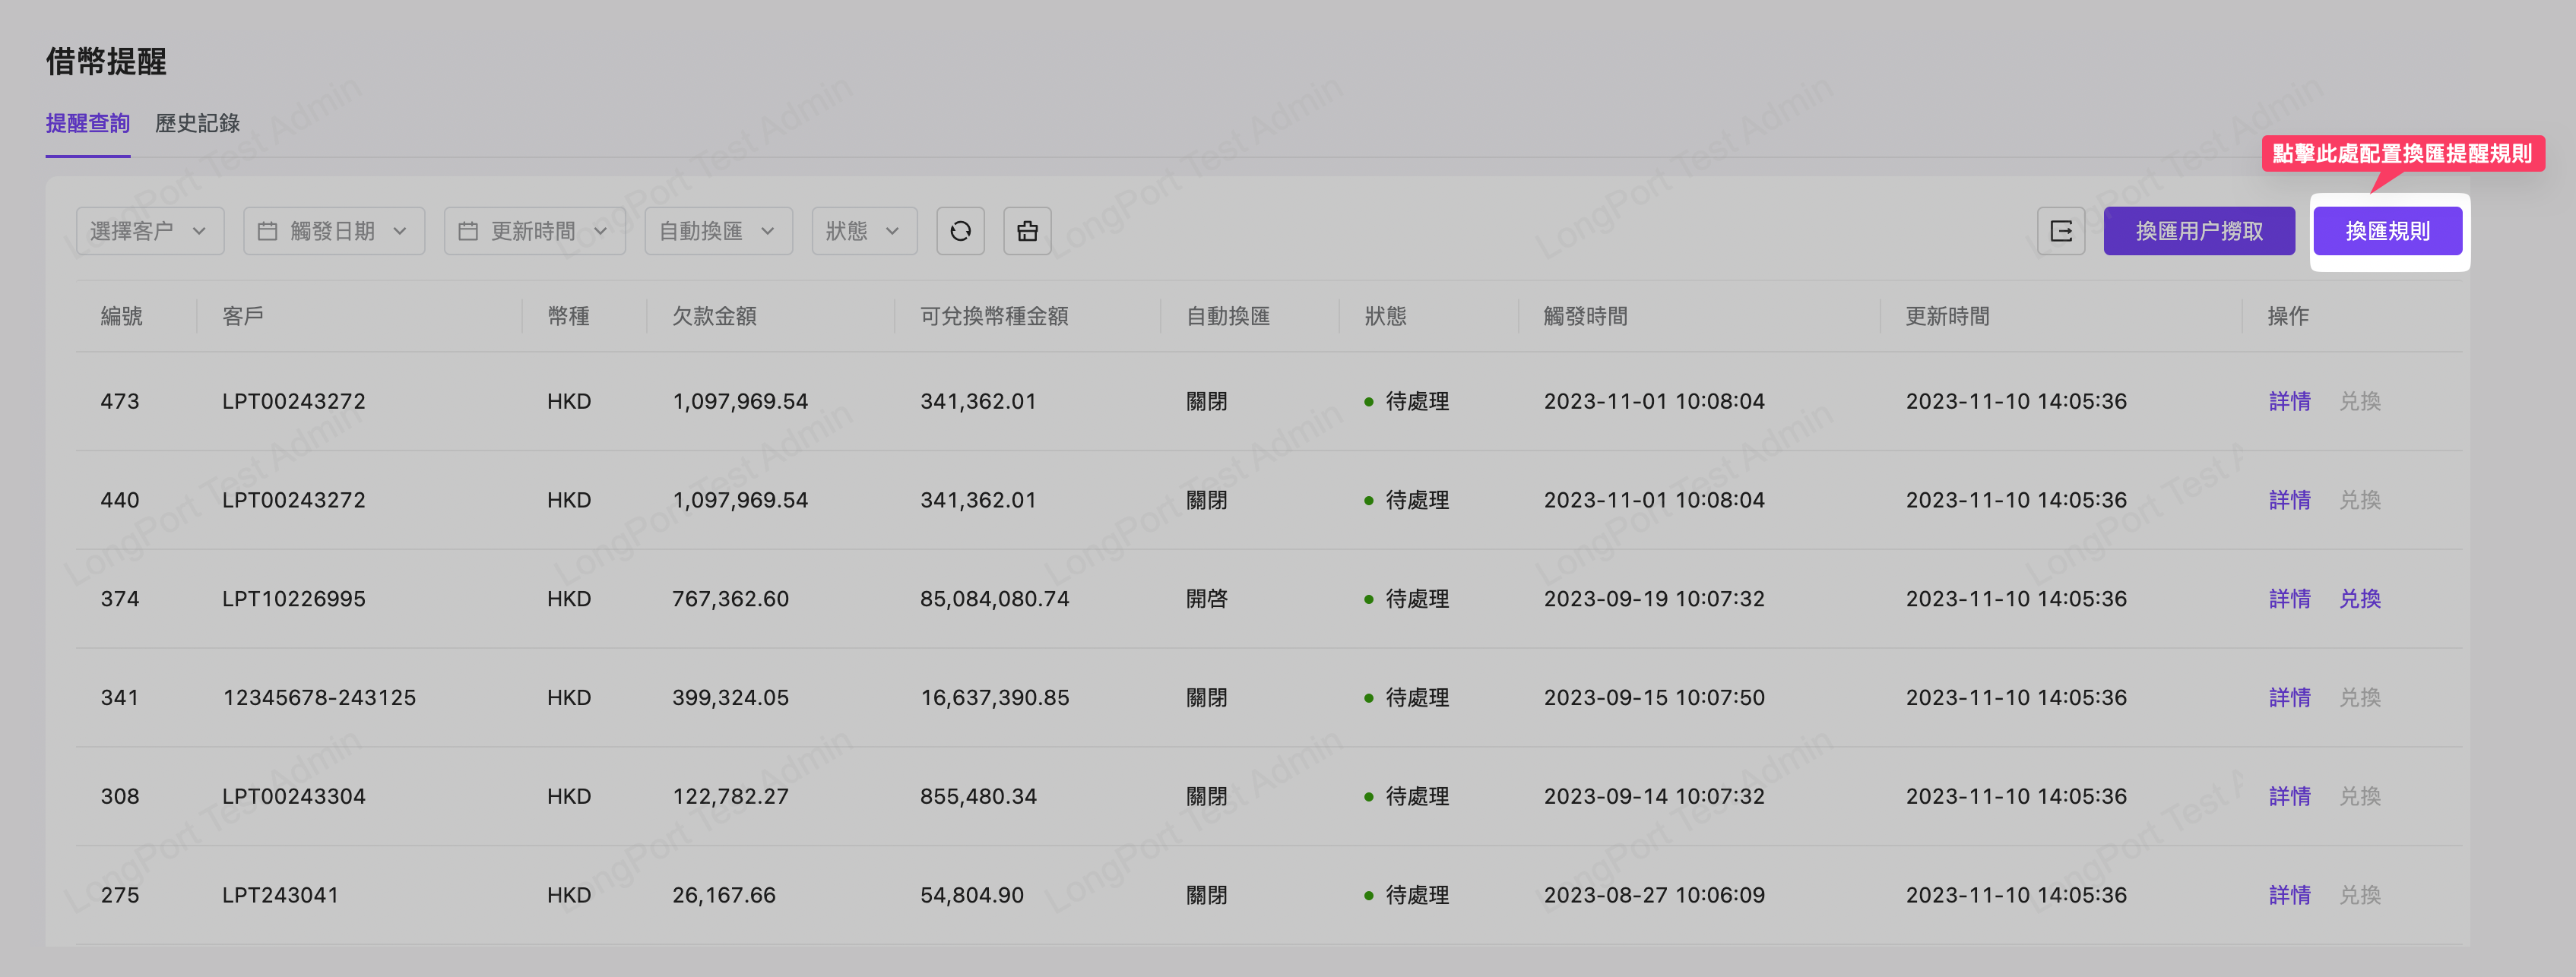 借幣提醒
提醒查詢 歷史記錄
點擊此處配置換匯提醒規則
選擇客户 觸發日期 更新時間 自動換匯 狀態 換匯用户撈取 換匯規則
編號 客戶 幣種 欠款金額 可兌換幣種金額 自動換匯 狀態 觸發時間 更新時間 操作
473 LPT00243272 HKD 1,097,969.54 341,362.01 關閉 待處理 2023-11-01 10:08:04 2023-11-10 14:05:36 詳情 兑換
440 LPT00243272 HKD 1,097,969.54 341,362.01 關閉 待處理 2023-11-01 10:08:04 2023-11-10 14:05:36 詳情 兑換
374 LPT10226995 HKD 767,362.60 85,084,080.74 開啓 待處理 2023-09-19 10:07:32 2023-11-10 14:05:36 詳情 兑換
341 12345678-243125 HKD 399,324.05 16,637,390.85 關閉 待處理 2023-09-15 10:07:50 2023-11-10 14:05:36 詳情 兑換
308 LPT00243304 HKD 122,782.27 855,480.34 關閉 待處理 2023-09-14 10:07:32 2023-11-10 14:05:36 詳情 兑換
275 LPT243041 HKD 26,167.66 54,804.90 關閉 待處理 2023-08-27 10:06:09 2023-11-10 14:05:36 詳情 兑換
LongPort Test Admin